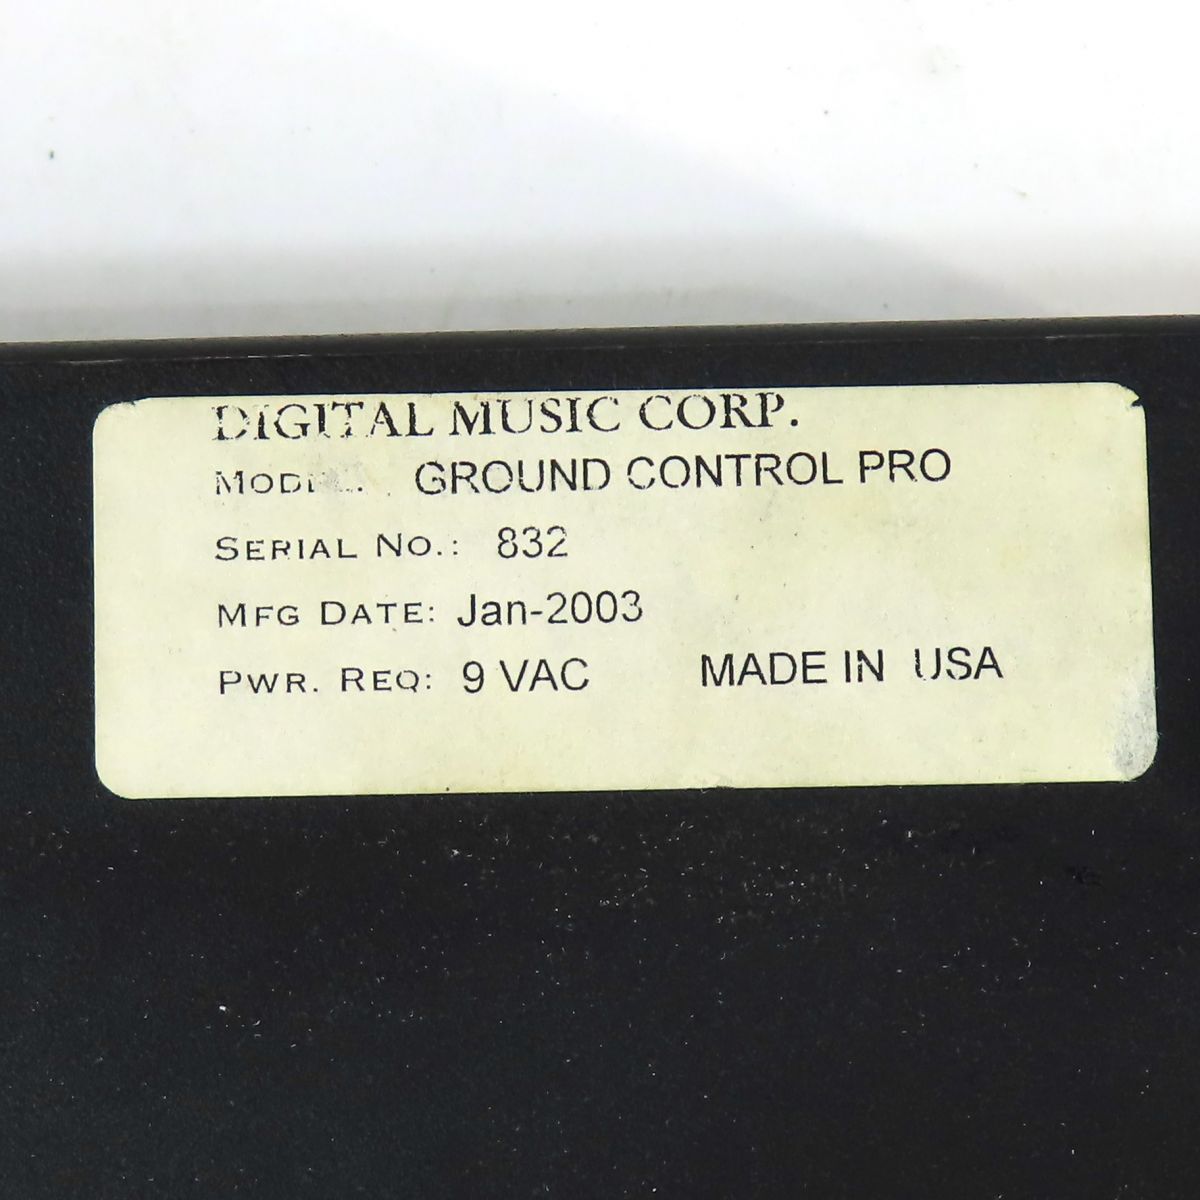 DIGITAL MUSIC CORP.
MODEL: GROUND CONTROL PRO
SERIAL NO.: 832
MFG DATE: Jan-2003
PWR. REQ: 9 VAC MADE IN USA